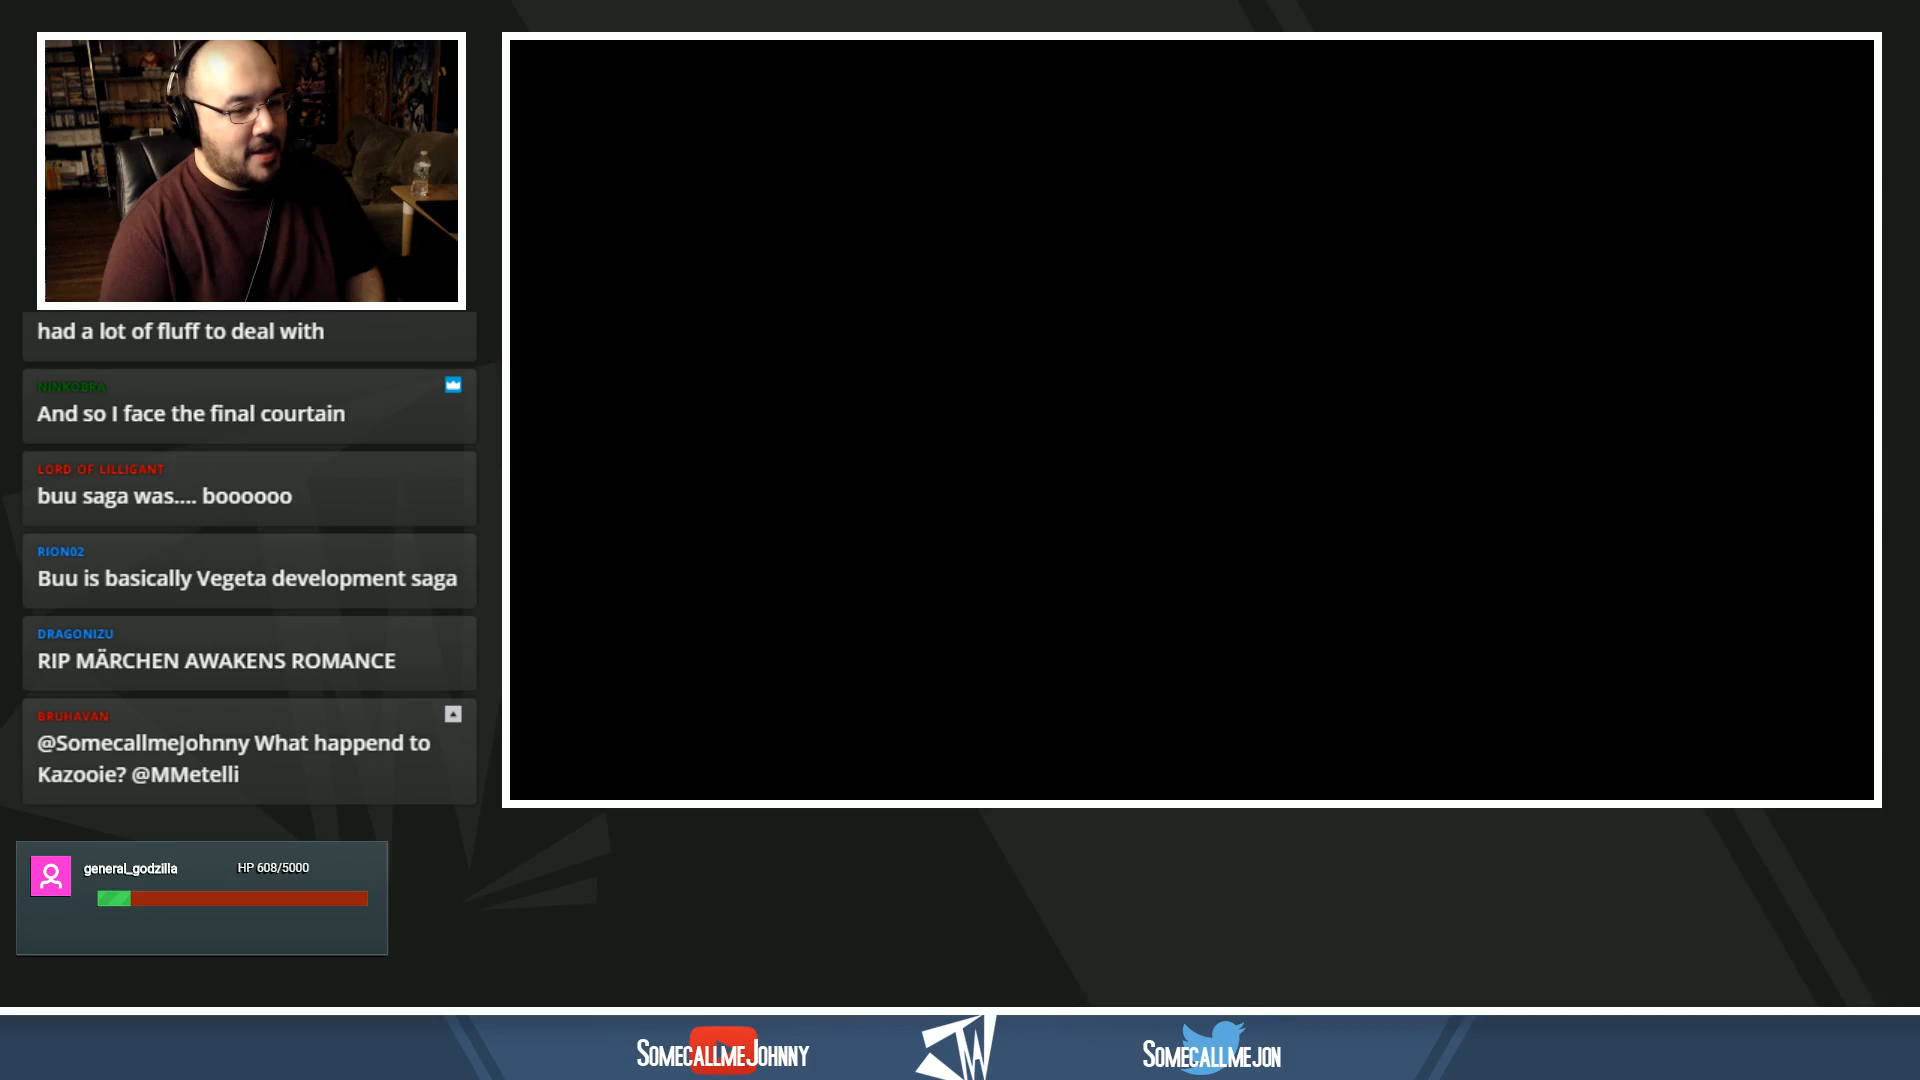 had a lot of fluff to deal with
NINKOBRA
And so I face the final courtain
LORD OF LILLIGANT
buu saga was.... boooooo
RION02
Buu is basically Vegeta development saga
DRAGONIZU
RIP MÄRCHEN AWAKENS ROMANCE
BRUHAVAN
@SomecallmeJohnny What happend to
Kazooie? @MMetelli
general_godzilla HP 608/5000
SOMECALLMEJOHNNY
SOMECALLMEJON